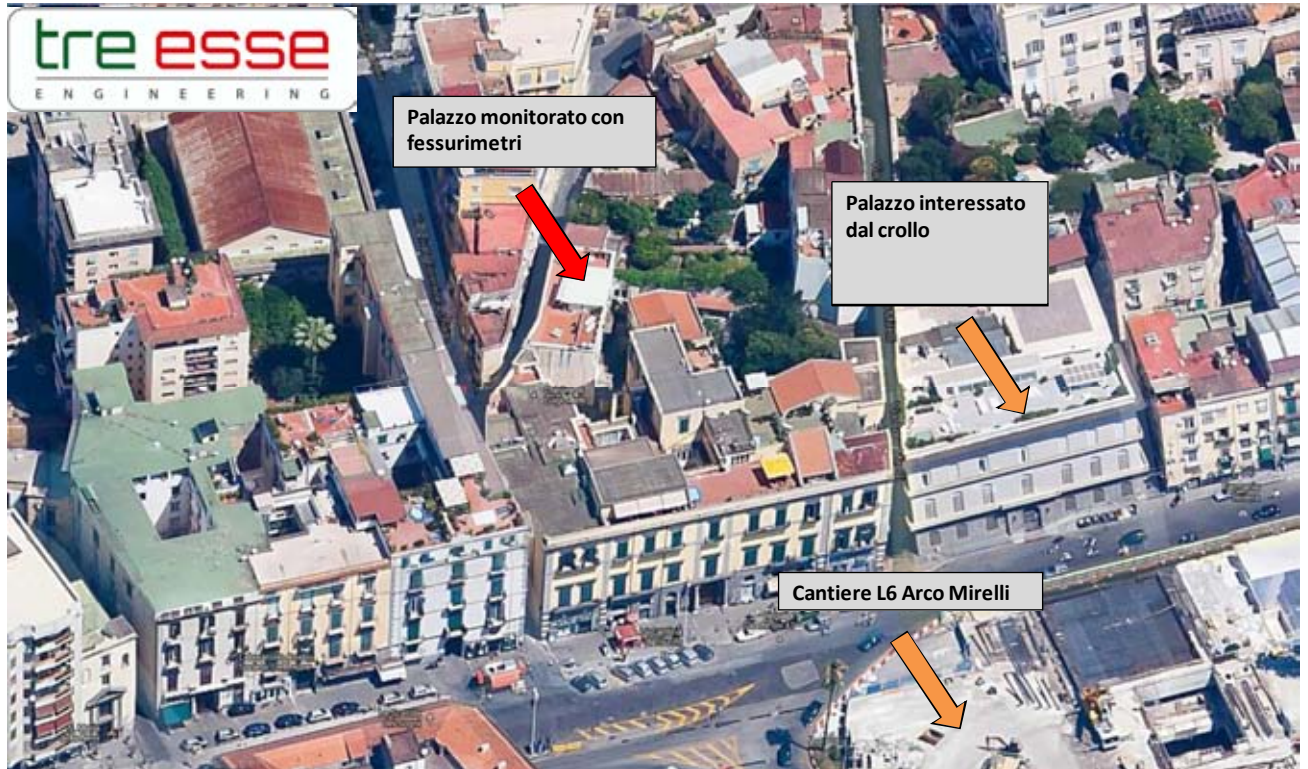 tre esse
ENGINEERING
Palazzo monitorato con
fessurimetri
Palazzo interessato
dal crollo
Cantiere L6 Arco Mirelli